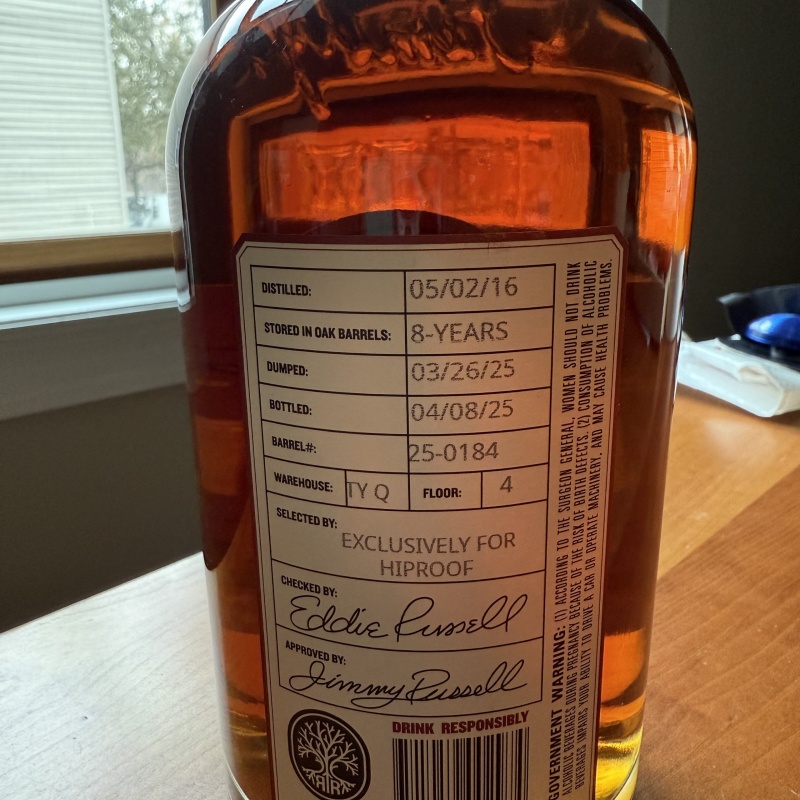 DISTILLED: 05/02/16
STORED IN OAK BARRELS: 8-YEARS
DUMPED: 03/26/25
BOTTLED: 04/08/25
BARREL#: 25-0184
WAREHOUSE: TY Q FLOOR: 4
SELECTED BY:
EXCLUSIVELY FOR
HIPROOF
CHECKED BY:
Eddie Russell
APPROVED BY:
Jimmy Russell
DRINK RESPONSIBLY
GOVERNMENT WARNING: (1) ACCORDING TO THE SURGEON GENERAL, WOMEN SHOULD NOT DRINK
ALCOHOLIC BEVERAGES DURING PREGNANCY BECAUSE OF THE RISK OF BIRTH DEFECTS. (2) CONSUMPTION OF ALCOHOLIC
BEVERAGES IMPAIRS YOUR ABILITY TO DRIVE A CAR OR OPERATE MACHINERY, AND MAY CAUSE HEALTH PROBLEMS.